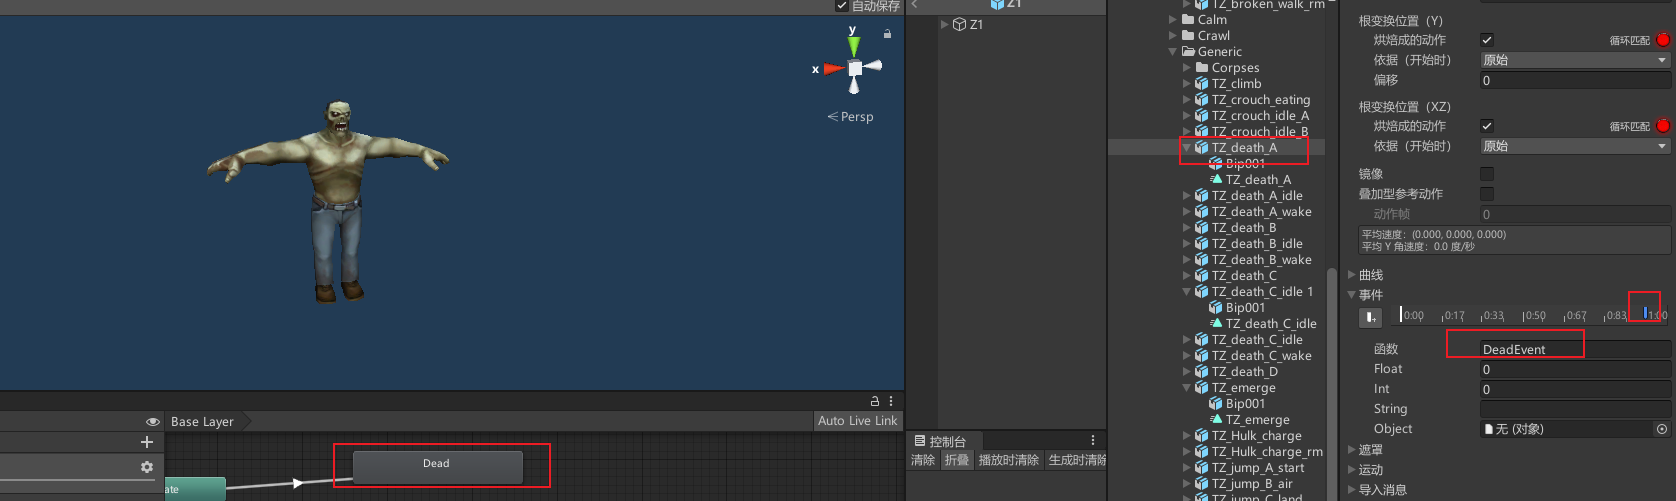 自动保存
y
x
Persp
Base Layer
Auto Live Link
Dead
ate
Z1
Z1
控制台
清除
折叠
播放时清除
生成时清除
TZ_broken_walk_rm
Calm
Crawl
Generic
Corpses
TZ_climb
TZ_crouch_eating
TZ_crouch_idle_A
TZ_crouch_idle_B
TZ_death_A
Bip001
TZ_death_A
TZ_death_A_idle
TZ_death_A_wake
TZ_death_B
TZ_death_B_idle
TZ_death_B_wake
TZ_death_C
TZ_death_C_idle 1
Bip001
TZ_death_C_idle
TZ_death_C_idle
TZ_death_C_wake
TZ_death_D
TZ_emerge
Bip001
TZ_emerge
TZ_Hulk_charge
TZ_Hulk_charge_rm
TZ_jump_A_start
TZ_jump_B_air
TZ_jump_C_land
根变换位置（Y）
烘焙成的动作 循环匹配
依据（开始时） 原始
偏移 0
根变换位置（XZ）
烘焙成的动作 循环匹配
依据（开始时） 原始
镜像
叠加型参考动作
动作帧 0
平均速度：(0.000, 0.000, 0.000)
平均 Y 角速度：0.0 度/秒
曲线
事件
0:00 0:17 0:33 0:50 0:67 0:83 1:00
函数 DeadEvent
Float 0
Int 0
String
Object 无 (对象)
遮罩
运动
导入消息